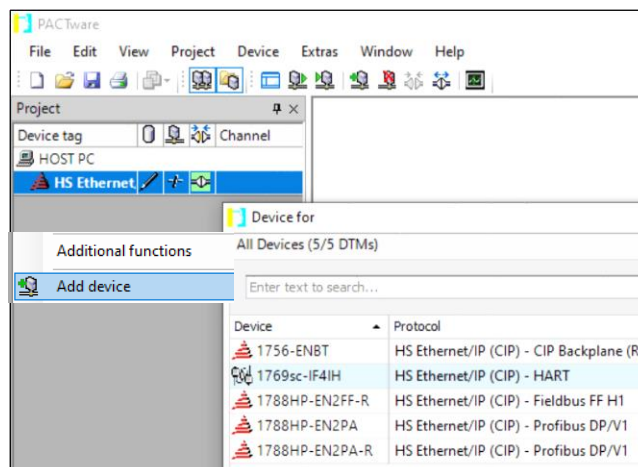 PACTware
File Edit View Project Device Extras Window Help
Project
Device tag Channel
HOST PC
HS Ethernet
Device for
All Devices (5/5 DTMs)
Additional functions
Add device
Enter text to search...
Device Protocol
1756-ENBT HS Ethernet/IP (CIP) - CIP Backplane (R
1769sc-IF4IH HS Ethernet/IP (CIP) - HART
1788HP-EN2FF-R HS Ethernet/IP (CIP) - Fieldbus FF H1
1788HP-EN2PA HS Ethernet/IP (CIP) - Profibus DP/V1
1788HP-EN2PA-R HS Ethernet/IP (CIP) - Profibus DP/V1